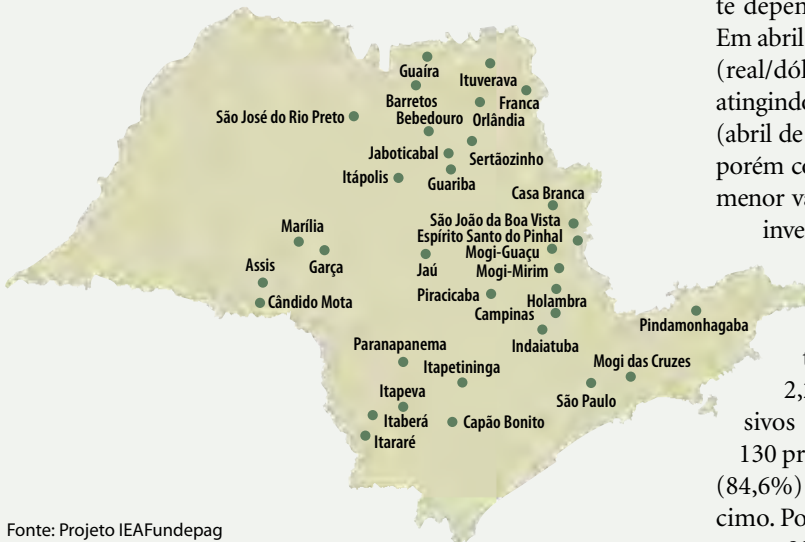 Guaíra
Ituverava
Barretos
Franca
São José do Rio Preto
Bebedouro
Orlândia
Jaboticabal
Sertãozinho
Itápolis
Guariba
Casa Branca
São João da Boa Vista
Marília
Espírito Santo do Pinhal
Mogi-Guaçu
Assis
Garça
Jaú
Mogi-Mirim
Cândido Mota
Piracicaba
Holambra
Campinas
Pindamonhagaba
Indaiatuba
Paranapanema
Mogi das Cruzes
Itapetininga
Itapeva
São Paulo
Itaberá
Capão Bonito
Itararé
Fonte: Projeto IEAFundepag
te depen
Em abril
(real/dól
atingindo
(abril de
porém co
menor va
inve
t
2,
sivos
130 pr
(84,6%)
cimo. Po